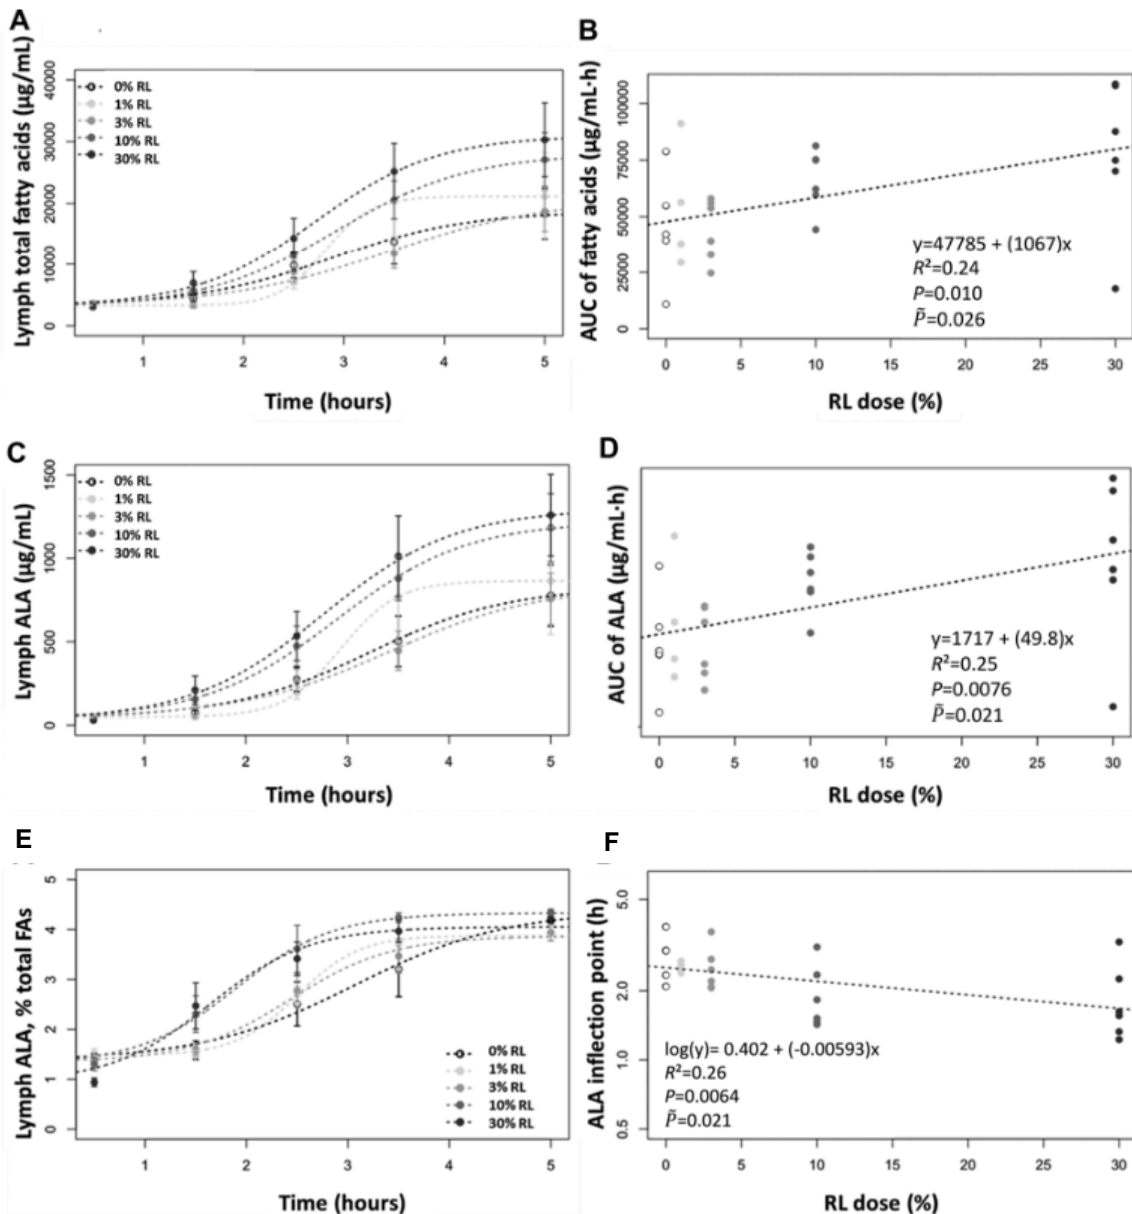 A
Lymph total fatty acids (µg/mL)
0 10000 20000 30000 40000
0% RL
1% RL
3% RL
10% RL
30% RL
1 2 3 4 5
Time (hours)
B
AUC of fatty acids (µg/mL·h)
0 25000 50000 75000 100000
y=47785 + (1067)x
R²=0.24
P=0.010
P̃=0.026
0 5 10 15 20 25 30
RL dose (%)
C
Lymph ALA (µg/mL)
0 500 1000 1500
0% RL
1% RL
3% RL
10% RL
30% RL
1 2 3 4 5
Time (hours)
D
AUC of ALA (µg/mL·h)
y=1717 + (49.8)x
R²=0.25
P=0.0076
P̃=0.021
0 5 10 15 20 25 30
RL dose (%)
E
Lymph ALA, % total FAs
0 1 2 3 4 5
0% RL
1% RL
3% RL
10% RL
30% RL
1 2 3 4 5
Time (hours)
F
ALA inflection point (h)
0.5 1.0 2.0 5.0
log(y)= 0.402 + (-0.00593)x
R²=0.26
P=0.0064
P̃=0.021
0 5 10 15 20 25 30
RL dose (%)